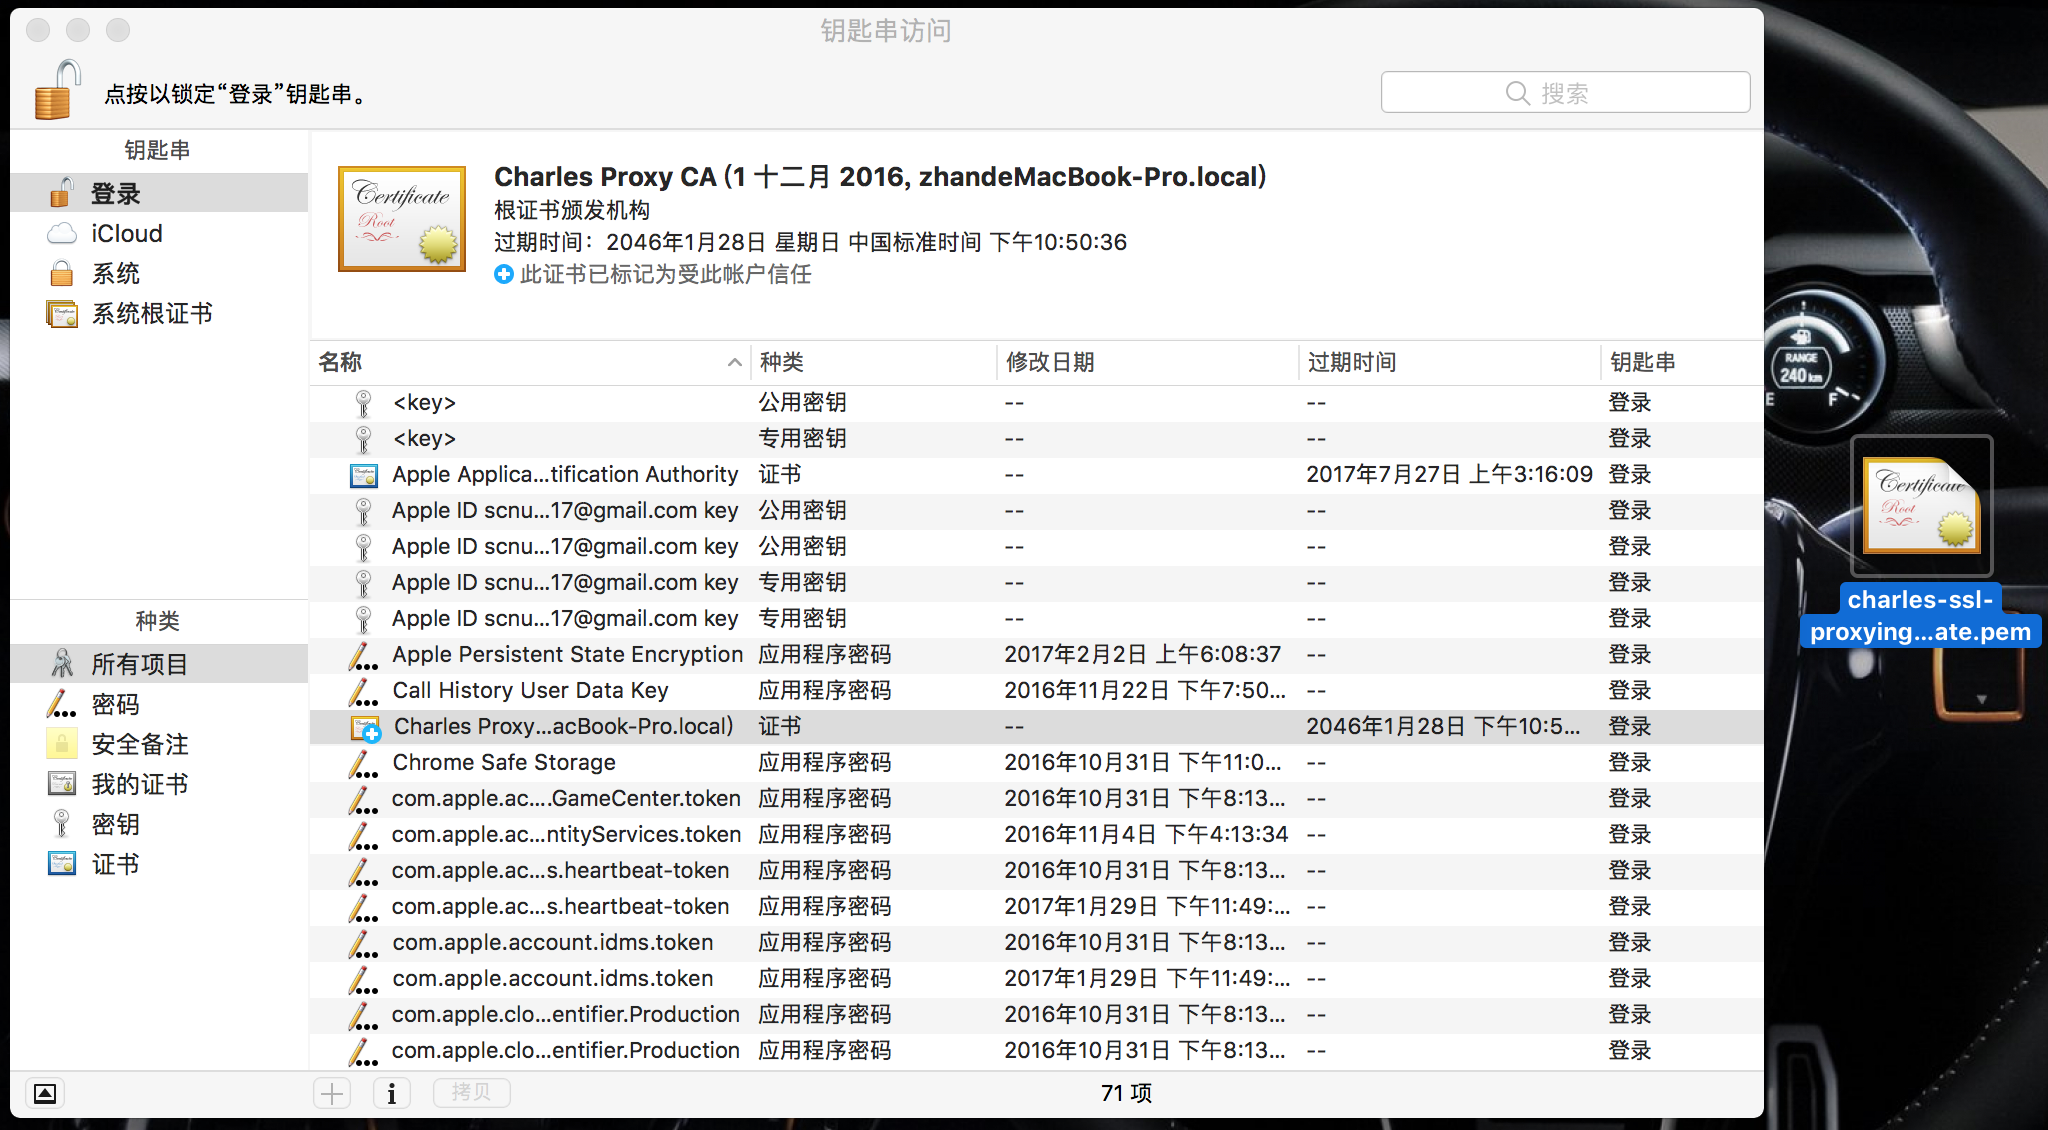 钥匙串访问
点按以锁定“登录”钥匙串。
搜索
钥匙串
登录
iCloud
系统
系统根证书
种类
所有项目
密码
安全备注
我的证书
密钥
证书
Certificate
Root
Charles Proxy CA (1 十二月 2016, zhandeMacBook-Pro.local)
根证书颁发机构
过期时间：2046年1月28日 星期日 中国标准时间 下午10:50:36
此证书已标记为受此帐户信任
名称 种类 修改日期 过期时间 钥匙串
<key> 公用密钥 -- -- 登录
<key> 专用密钥 -- -- 登录
Apple Applica...tification Authority 证书 -- 2017年7月27日 上午3:16:09 登录
Apple ID scnu...17@gmail.com key 公用密钥 -- -- 登录
Apple ID scnu...17@gmail.com key 公用密钥 -- -- 登录
Apple ID scnu...17@gmail.com key 专用密钥 -- -- 登录
Apple ID scnu...17@gmail.com key 专用密钥 -- -- 登录
Apple Persistent State Encryption 应用程序密码 2017年2月2日 上午6:08:37 -- 登录
Call History User Data Key 应用程序密码 2016年11月22日 下午7:50... -- 登录
Charles Proxy...acBook-Pro.local) 证书 -- 2046年1月28日 下午10:5... 登录
Chrome Safe Storage 应用程序密码 2016年10月31日 下午11:0... -- 登录
com.apple.ac....GameCenter.token 应用程序密码 2016年10月31日 下午8:13... -- 登录
com.apple.ac...ntityServices.token 应用程序密码 2016年11月4日 下午4:13:34 -- 登录
com.apple.ac...s.heartbeat-token 应用程序密码 2016年10月31日 下午8:13... -- 登录
com.apple.ac...s.heartbeat-token 应用程序密码 2017年1月29日 下午11:49:... -- 登录
com.apple.account.idms.token 应用程序密码 2016年10月31日 下午8:13... -- 登录
com.apple.account.idms.token 应用程序密码 2017年1月29日 下午11:49:... -- 登录
com.apple.clo...entifier.Production 应用程序密码 2016年10月31日 下午8:13... -- 登录
com.apple.clo...entifier.Production 应用程序密码 2016年10月31日 下午8:13... -- 登录
拷贝
71 项
RANGE
240 km
E F
Certificate
Root
charles-ssl-
proxying...ate.pem